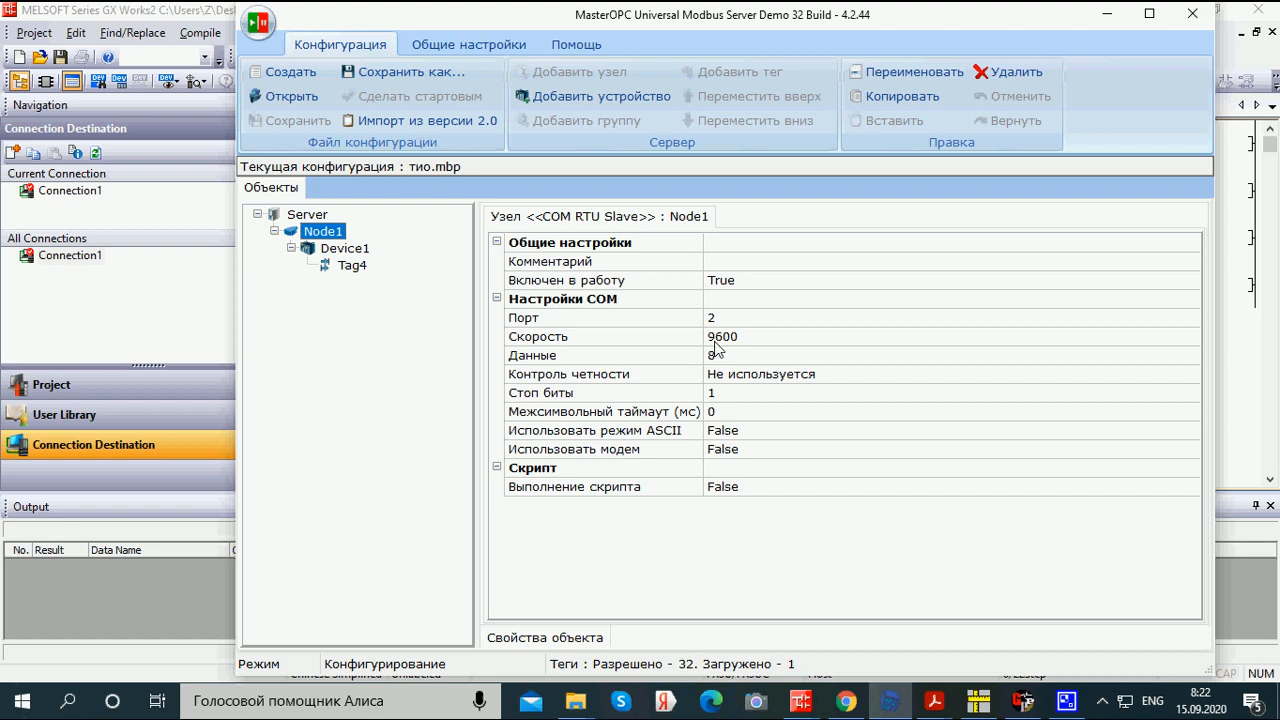 MELSOFT Series GX Works2 C:\Users\Z\Des
MasterOPC Universal Modbus Server Demo 32 Build - 4.2.44
Project Edit Find/Replace Compile
Конфигурация Общие настройки Помощь
Создать Сохранить как... Добавить узел Добавить тег Переименовать Удалить
Открыть Сделать стартовым Добавить устройство Переместить вверх Копировать Отменить
Сохранить Импорт из версии 2.0 Добавить группу Переместить вниз Вставить Вернуть
Файл конфигурации Сервер Правка
Navigation
Connection Destination
Current Connection
Connection1
All Connections
Connection1
Project
User Library
Connection Destination
Output
No. Result Data Name
Текущая конфигурация : тио.mbp
Объекты
Server
Node1
Device1
Tag4
Узел <<COM RTU Slave>> : Node1
Общие настройки
Комментарий
Включен в работу True
Настройки COM
Порт 2
Скорость 9600
Данные 8
Контроль четности Не используется
Стоп биты 1
Межсимвольный таймаут (мс) 0
Использовать режим ASCII False
Использовать модем False
Скрипт
Выполнение скрипта False
Свойства объекта
Режим Конфигурирование Теги : Разрешено - 32. Загружено - 1
CAP NUM
Голосовой помощник Алиса
ENG
8:22
15.09.2020
5